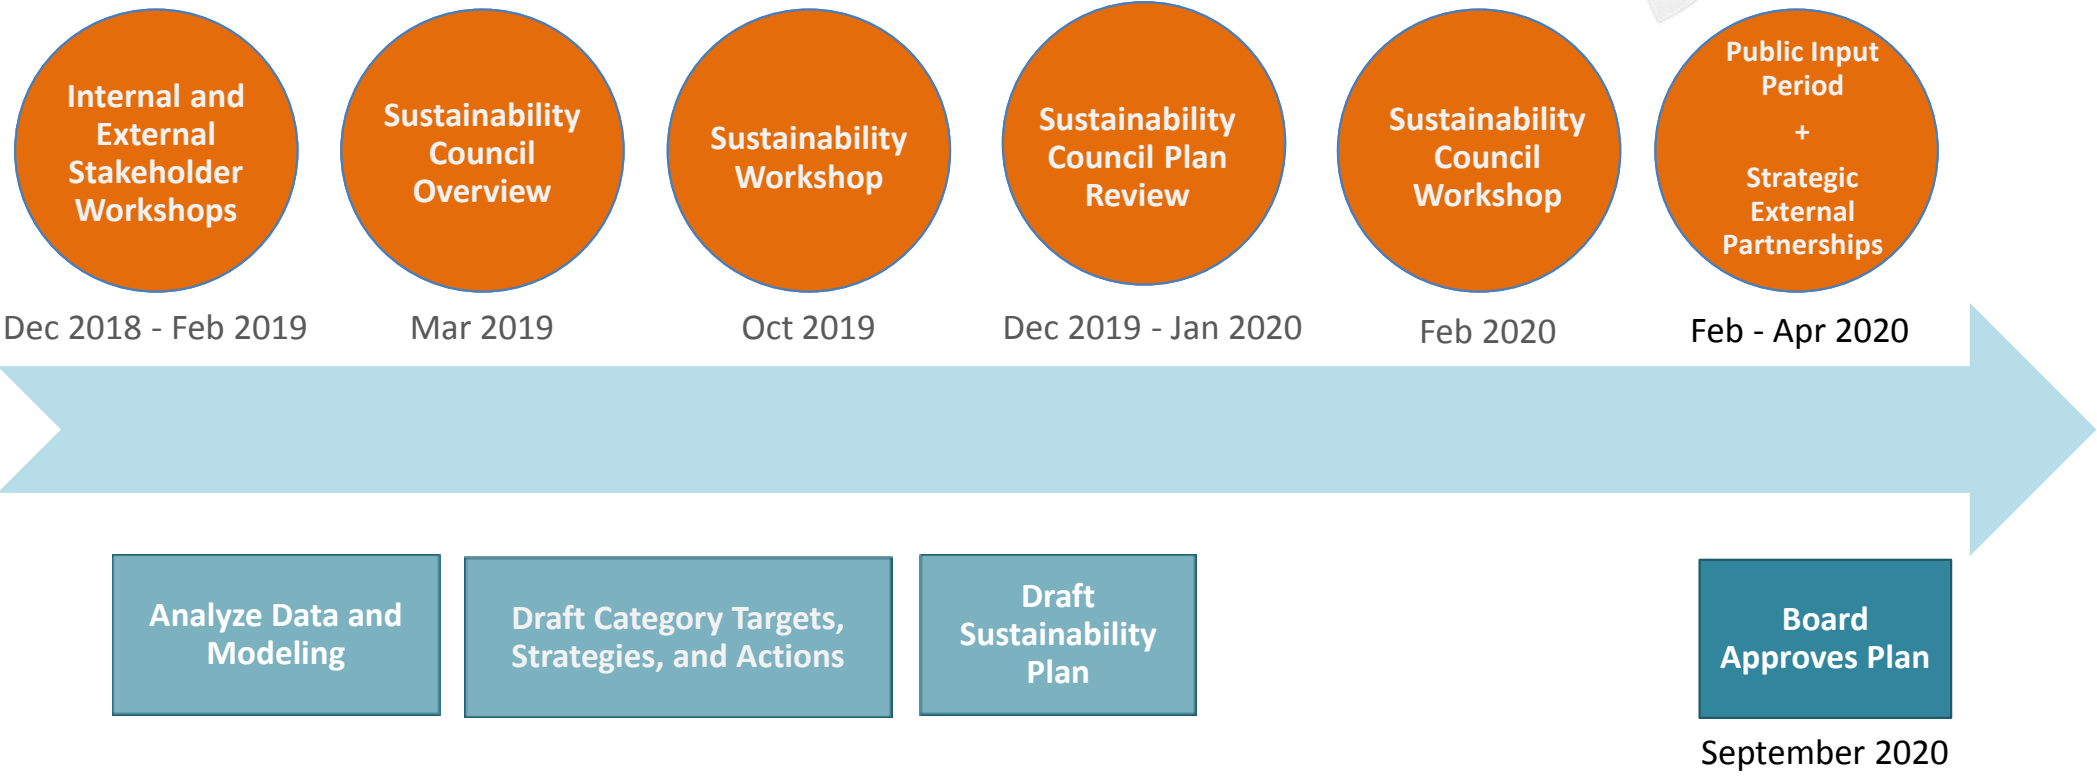 Internal and
External
Stakeholder
Workshops
Sustainability
Council
Overview
Sustainability
Workshop
Sustainability
Council Plan
Review
Sustainability
Council
Workshop
Public Input
Period
+
Strategic
External
Partnerships
Dec 2018 - Feb 2019
Mar 2019
Oct 2019
Dec 2019 - Jan 2020
Feb 2020
Feb - Apr 2020
Analyze Data and
Modeling
Draft Category Targets,
Strategies, and Actions
Draft
Sustainability
Plan
Board
Approves Plan
September 2020